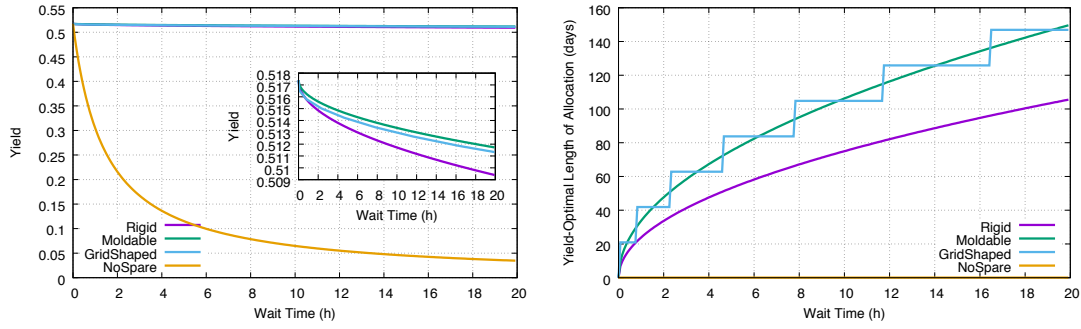 0.55
0.5
0.45
0.4
0.35
0.3
0.25
0.2
0.15
0.1
0.05
0
Yield
0 2 4 6 8 10 12 14 16 18 20
Wait Time (h)
Rigid
Moldable
GridShaped
NoSpare
0.518
0.517
0.516
0.515
0.514
0.513
0.512
0.511
0.51
0.509
Yield
0 2 4 6 8 10 12 14 16 18 20
Wait Time (h)
160
140
120
100
80
60
40
20
0
Yield-Optimal Length of Allocation (days)
0 2 4 6 8 10 12 14 16 18 20
Wait Time (h)
Rigid
Moldable
GridShaped
NoSpare